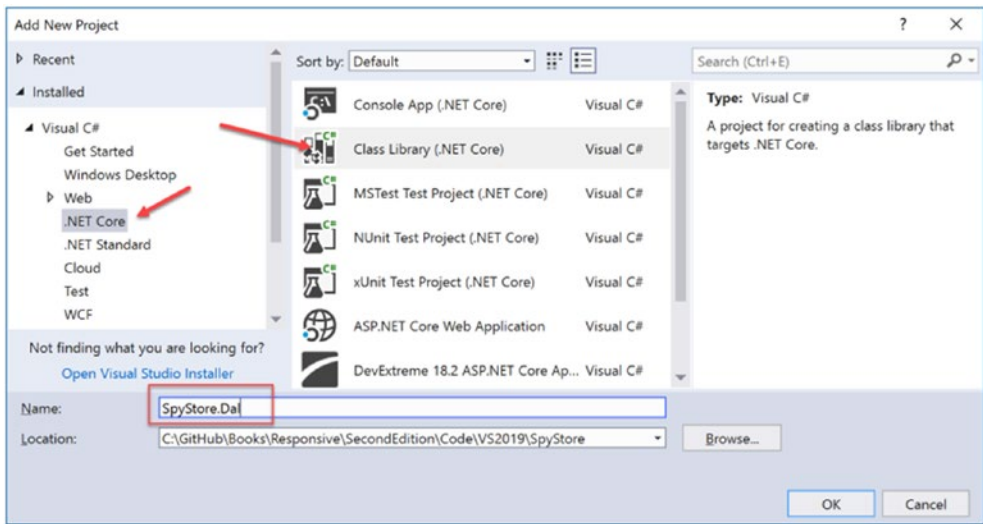 Add New Project
? ×
Recent
Installed
Visual C#
Get Started
Windows Desktop
Web
.NET Core
.NET Standard
Cloud
Test
WCF
Not finding what you are looking for?
Open Visual Studio Installer
Sort by: Default
Search (Ctrl+E)
Console App (.NET Core) Visual C#
Class Library (.NET Core) Visual C#
MSTest Test Project (.NET Core) Visual C#
NUnit Test Project (.NET Core) Visual C#
xUnit Test Project (.NET Core) Visual C#
ASP.NET Core Web Application Visual C#
DevExtreme 18.2 ASP.NET Core Ap... Visual C#
Type: Visual C#
A project for creating a class library that
targets .NET Core.
Name: SpyStore.Dal
Location: C:\GitHub\Books\Responsive\SecondEdition\Code\VS2019\SpyStore
Browse...
OK Cancel